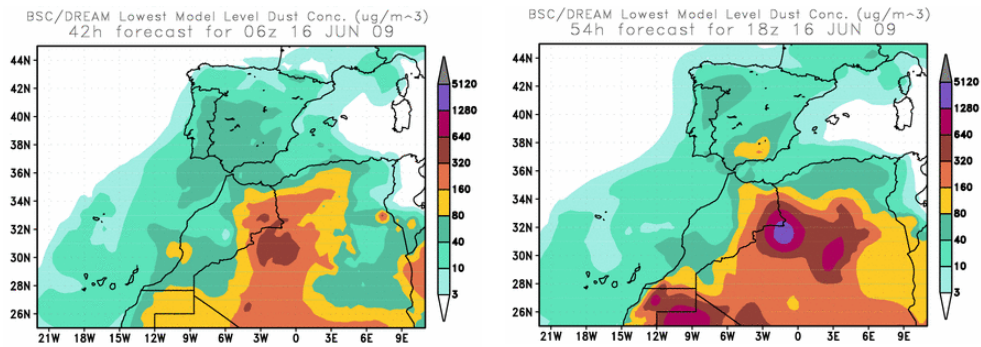 BSC/DREAM Lowest Model Level Dust Conc. (ug/m^3)
42h forecast for 06z 16 JUN 09
44N
42N
40N
38N
36N
34N
32N
30N
28N
26N
21W 18W 15W 12W 9W 6W 3W 0 3E 6E 9E
5120
1280
640
320
160
80
40
10
3
BSC/DREAM Lowest Model Level Dust Conc. (ug/m^3)
54h forecast for 18z 16 JUN 09
44N
42N
40N
38N
36N
34N
32N
30N
28N
26N
21W 18W 15W 12W 9W 6W 3W 0 3E 6E 9E
5120
1280
640
320
160
80
40
10
3